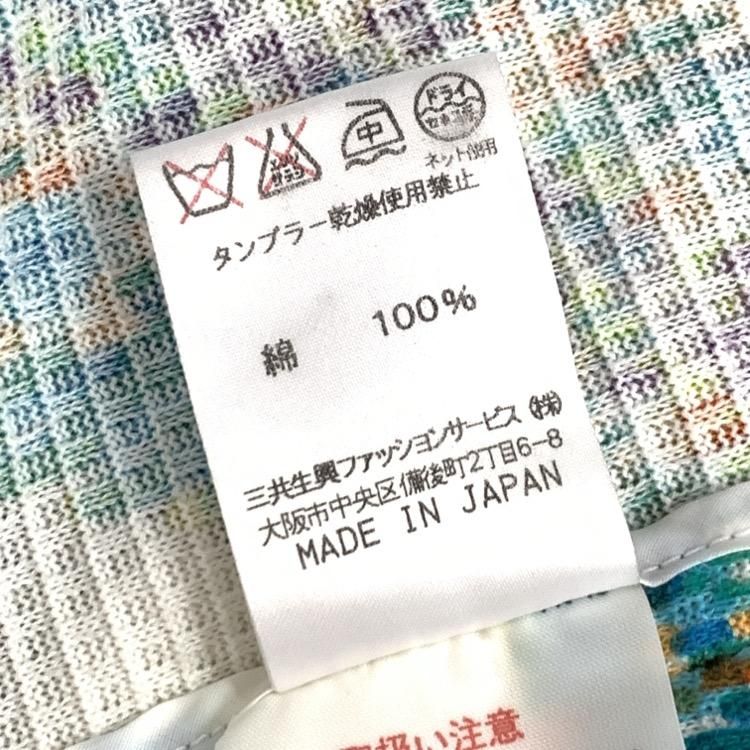 中
ドライ
ネット使用
タンブラー乾燥使用禁止
綿 100%
三共生興ファッションサービス ㈱
大阪市中央区備後町2丁目6-8
MADE IN JAPAN
扱い注意